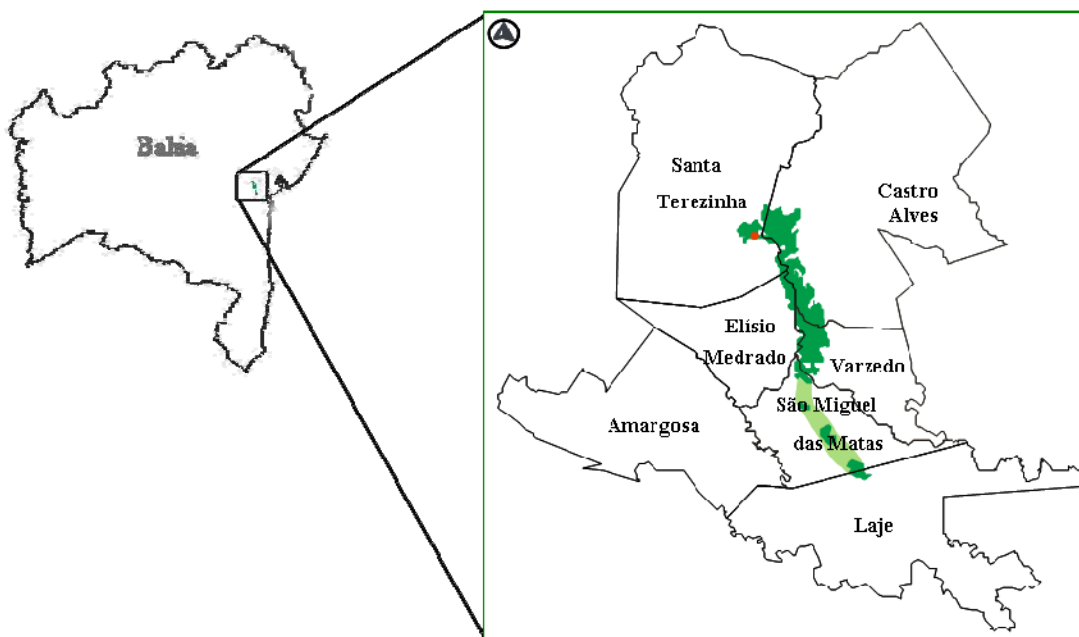 Bahia
Santa
Terezinha
Castro
Alves
Elísio
Medrado
Varzedo
São Miguel
das Matas
Amargosa
Laje